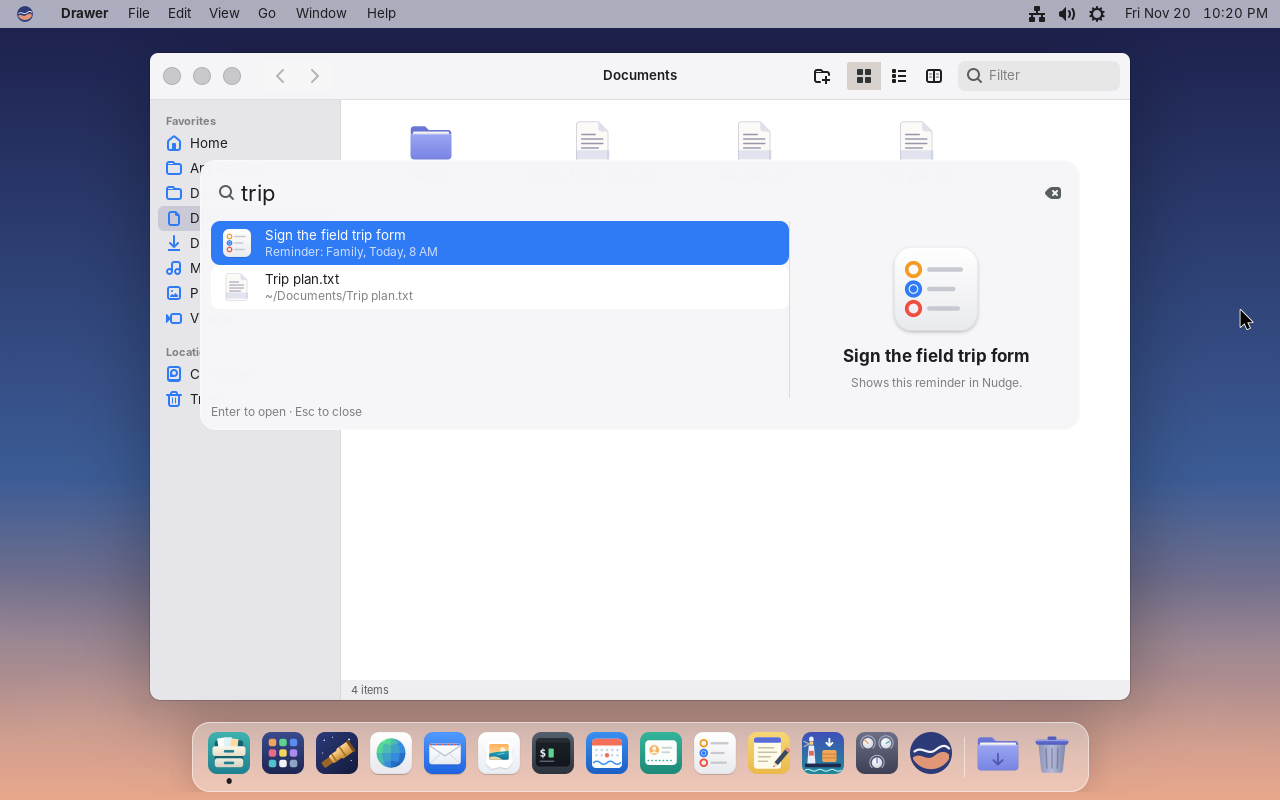 Drawer File Edit View Go Window Help Fri Nov 20 10:20 PM
Documents
Filter
Favorites
Home
trip
Sign the field trip form
Reminder: Family, Today, 8 AM
Trip plan.txt
~/Documents/Trip plan.txt
Sign the field trip form
Shows this reminder in Nudge.
Enter to open · Esc to close
4 items